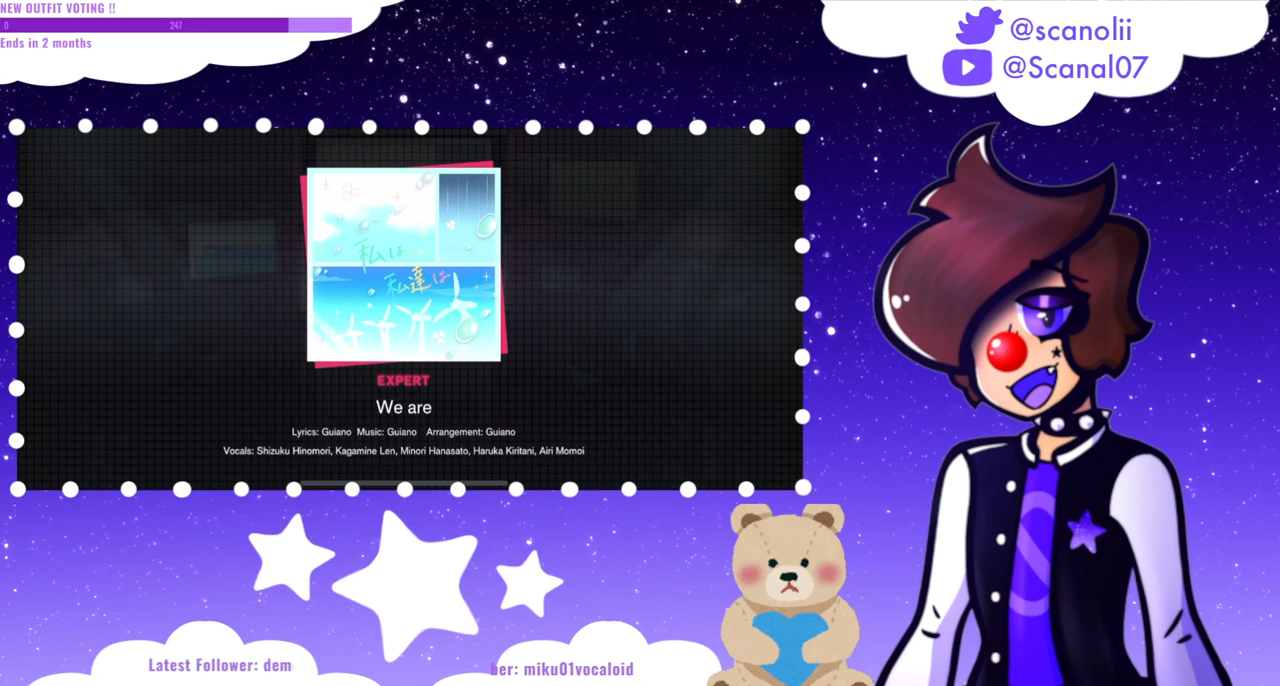 NEW OUTFIT VOTING !!
0 247
Ends in 2 months
@scanolii
@Scanal07
私は、
私達は
EXPERT
We are
Lyrics: Guiano Music: Guiano Arrangement: Guiano
Vocals: Shizuku Hinomori, Kagamine Len, Minori Hanasato, Haruka Kiritani, Airi Momoi
Latest Follower: dem
ber: miku01vocaloid